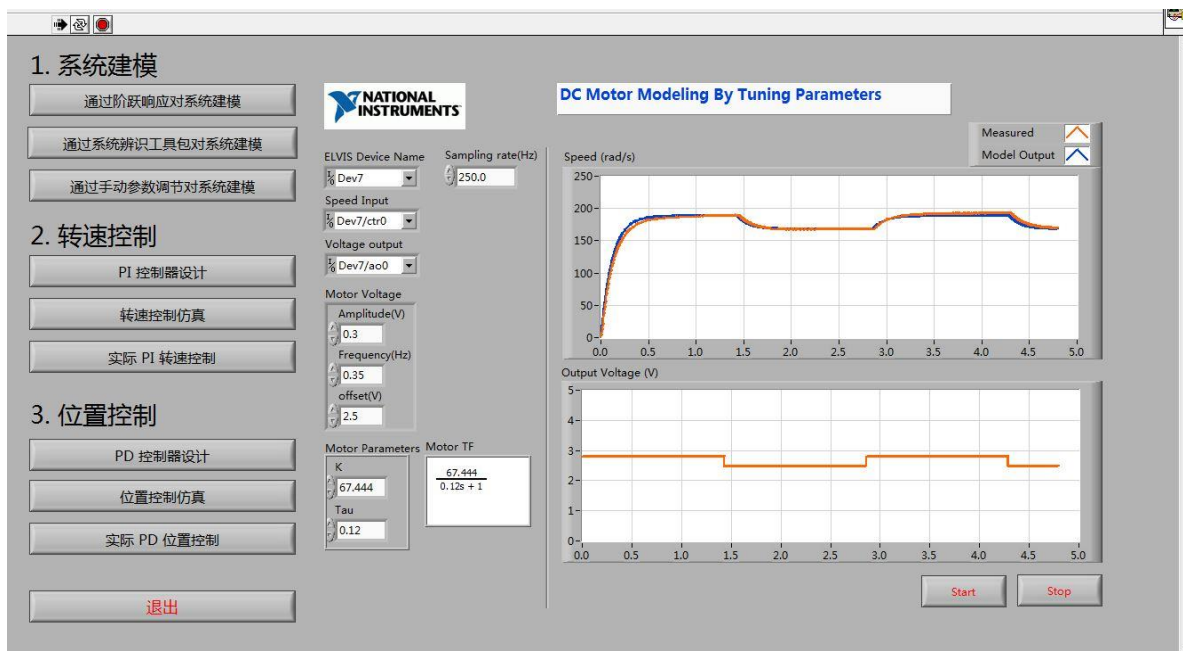 1. 系统建模
通过阶跃响应对系统建模
通过系统辨识工具包对系统建模
通过手动参数调节对系统建模
2. 转速控制
PI 控制器设计
转速控制仿真
实际 PI 转速控制
3. 位置控制
PD 控制器设计
位置控制仿真
实际 PD 位置控制
退出
NATIONAL
INSTRUMENTS
DC Motor Modeling By Tuning Parameters
ELVIS Device Name
Dev7
Sampling rate(Hz)
250.0
Speed Input
Dev7/ctr0
Voltage output
Dev7/ao0
Motor Voltage
Amplitude(V)
0.3
Frequency(Hz)
0.35
offset(V)
2.5
Motor Parameters
K
67.444
Tau
0.12
Motor TF
67.444
0.12s + 1
Measured
Model Output
Speed (rad/s)
250
200
150
100
50
0
0.0 0.5 1.0 1.5 2.0 2.5 3.0 3.5 4.0 4.5 5.0
Output Voltage (V)
5
4
3
2
1
0
0.0 0.5 1.0 1.5 2.0 2.5 3.0 3.5 4.0 4.5 5.0
Start
Stop